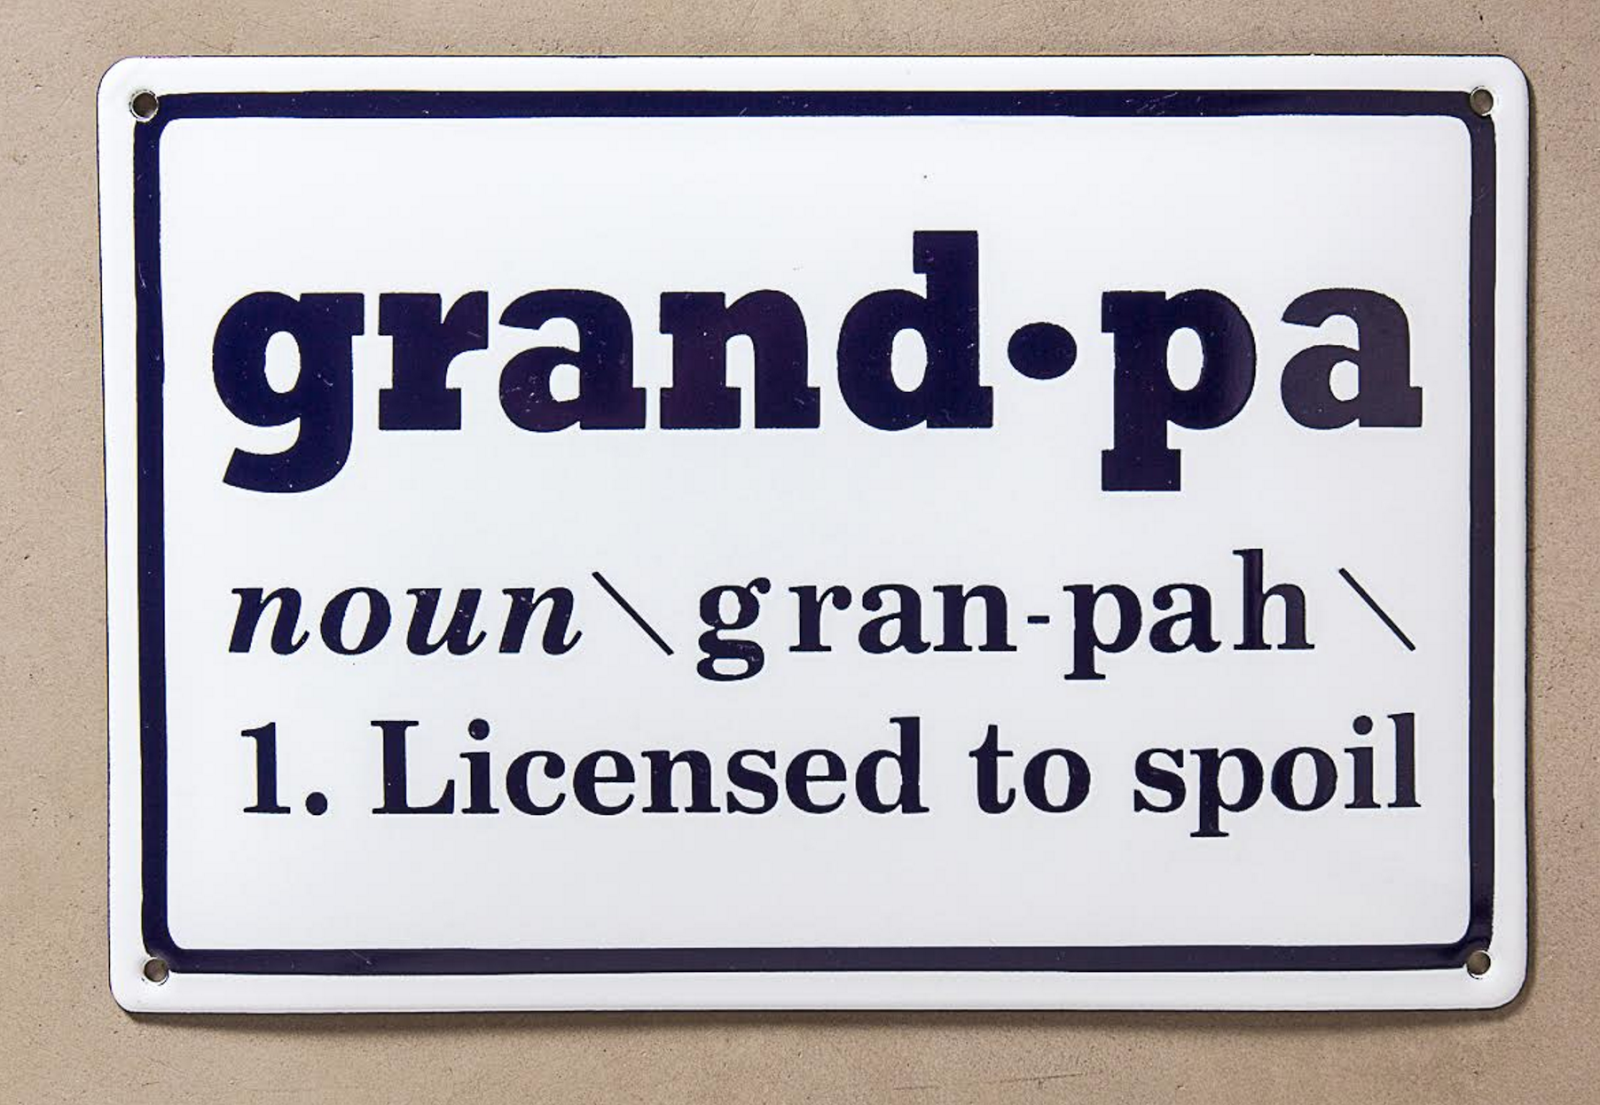 grand•pa
noun \ gran-pah \
1. Licensed to spoil